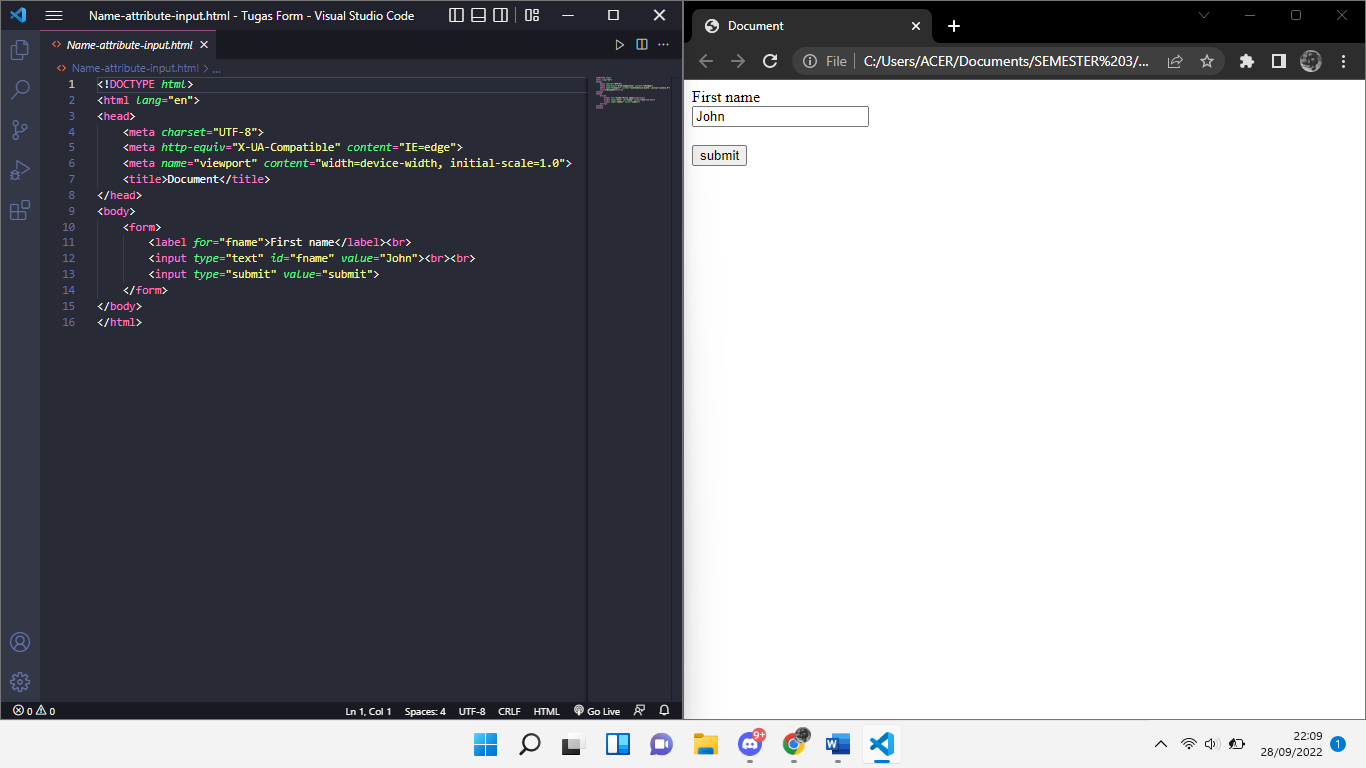 Name-attribute-input.html - Tugas Form - Visual Studio Code
Name-attribute-input.html
Name-attribute-input.html > ...
1 <!DOCTYPE html>
2 <html lang="en">
3 <head>
4 <meta charset="UTF-8">
5 <meta http-equiv="X-UA-Compatible" content="IE=edge">
6 <meta name="viewport" content="width=device-width, initial-scale=1.0">
7 <title>Document</title>
8 </head>
9 <body>
10 <form>
11 <label for="fname">First name</label><br>
12 <input type="text" id="fname" value="John"><br><br>
13 <input type="submit" value="submit">
14 </form>
15 </body>
16 </html>
0 0
Ln 1, Col 1 Spaces: 4 UTF-8 CRLF HTML Go Live
Document
File C:/Users/ACER/Documents/SEMESTER%203/...
First name
John
submit
9+
22:09
28/09/2022
1